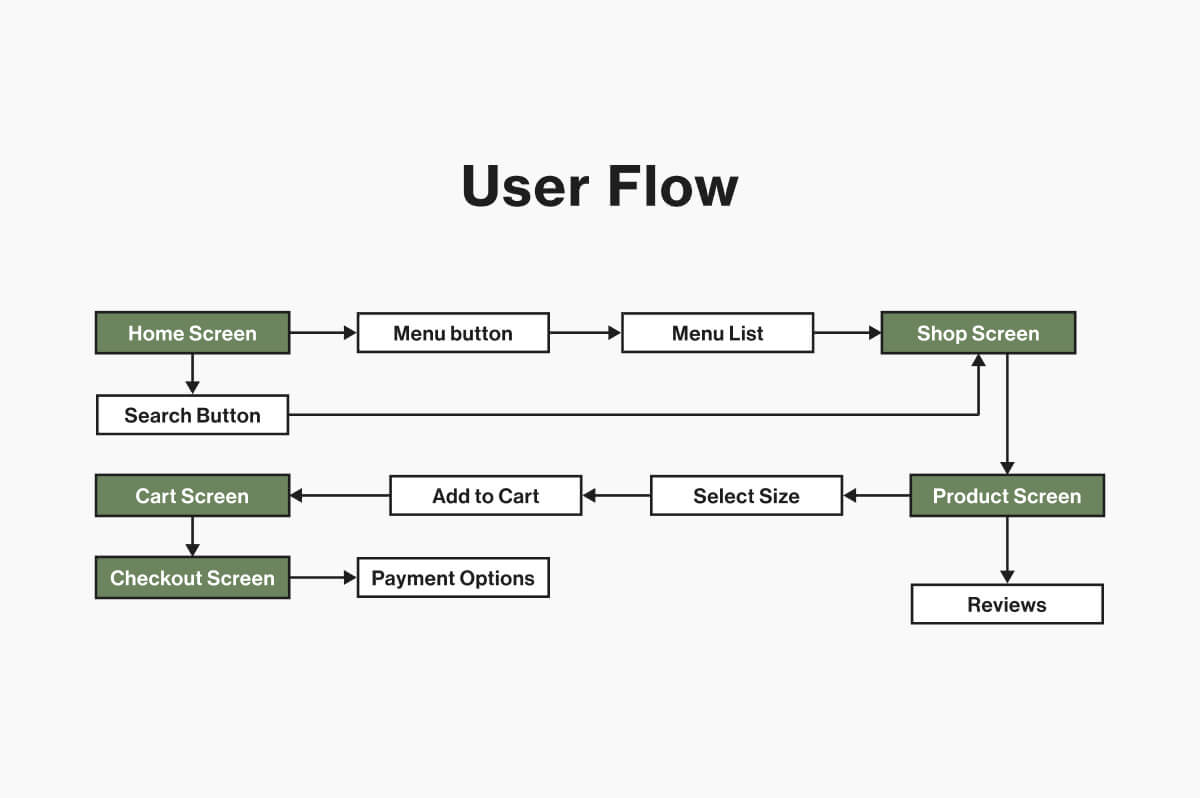 User Flow
Home Screen
Menu button
Menu List
Shop Screen
Search Button
Cart Screen
Add to Cart
Select Size
Product Screen
Checkout Screen
Payment Options
Reviews